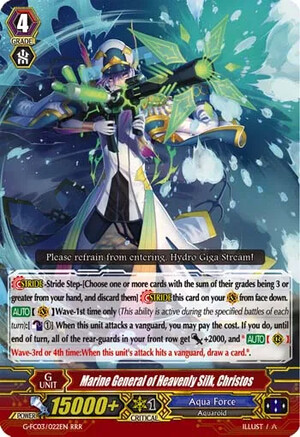 4
GRADE
Please refrain from entering. Hydro Giga Stream!
STRIDE -Stride Step-[Choose one or more cards with the sum of their grades being 3 or
greater from your hand, and discard them] STRIDE this card on your (V) from face down.
AUTO [1] Wave-1st time only (This ability is active during the specified battles of each
turn): When this unit attacks a vanguard, you may pay the cost. If you do, until
end of turn, all of the rear-guards in your front row get +2000, and "AUTO
Wave-3rd or 4th time:When this unit's attack hits a vanguard, draw a card.".
G
UNIT
Marine General of Heavenly Silk, Christos
POWER
15000+
1
CRITICAL
Aqua Force
Aquaroid
G-FC03/022EN RRR
ILLUST / A